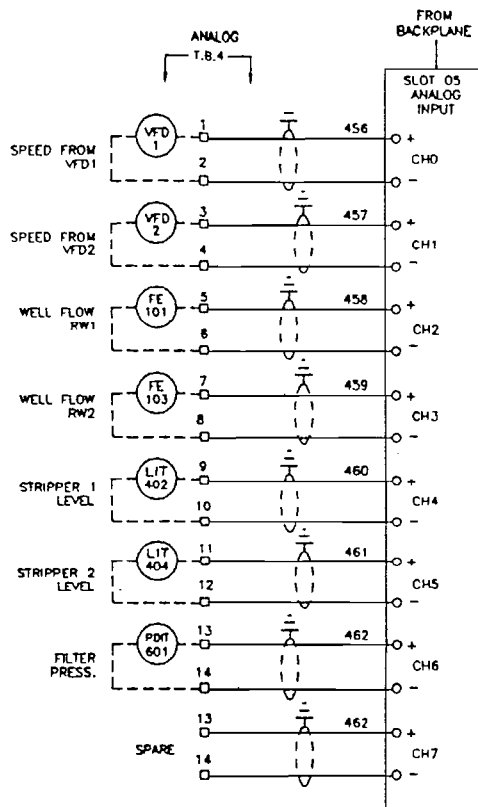 FROM
BACKPLANE
ANALOG
T.B.4
SLOT 05
ANALOG
INPUT
SPEED FROM
VFD1
VFD
1
1
2
456
+
CH0
−
SPEED FROM
VFD2
VFD
2
3
4
457
+
CH1
−
WELL FLOW
RW1
FE
101
5
6
458
+
CH2
−
WELL FLOW
RW2
FE
103
7
8
459
+
CH3
−
STRIPPER 1
LEVEL
LIT
402
9
10
460
+
CH4
−
STRIPPER 2
LEVEL
LIT
404
11
12
461
+
CH5
−
FILTER
PRESS.
PDIT
601
13
14
462
+
CH6
−
SPARE
13
14
462
+
CH7
−